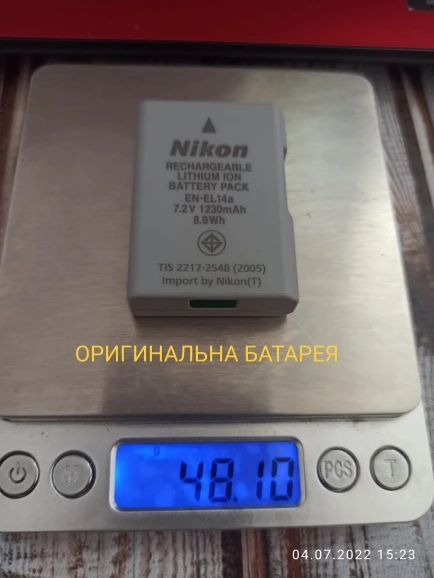 Nikon
RECHARGEABLE
LITHIUM ION
BATTERY PACK
EN-EL14a
7.2V 1230mAh
8.9Wh
TIS 2217-2548 (2005)
Import by Nikon(T)
ОРИГИНАЛЬНА БАТАРЕЯ
48.10
PCS
T
04.07.2022 15:23